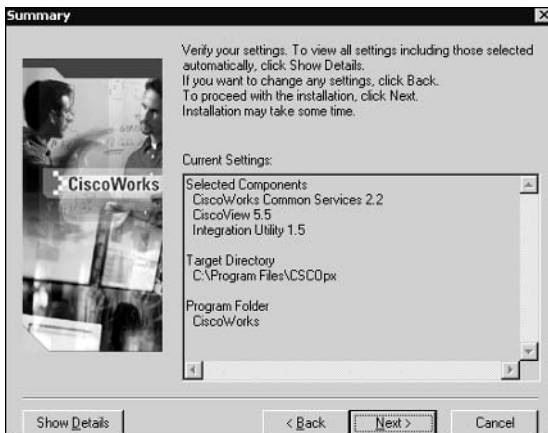 Summary
Verify your settings. To view all settings including those selected
automatically, click Show Details.
If you want to change any settings, click Back.
To proceed with the installation, click Next.
Installation may take some time.
Current Settings:
CiscoWorks
Selected Components
CiscoWorks Common Services 2.2
CiscoView 5.5
Integration Utility 1.5
Target Directory
C:\Program Files\CSCOpx
Program Folder
CiscoWorks
Show Details
< Back
Next >
Cancel